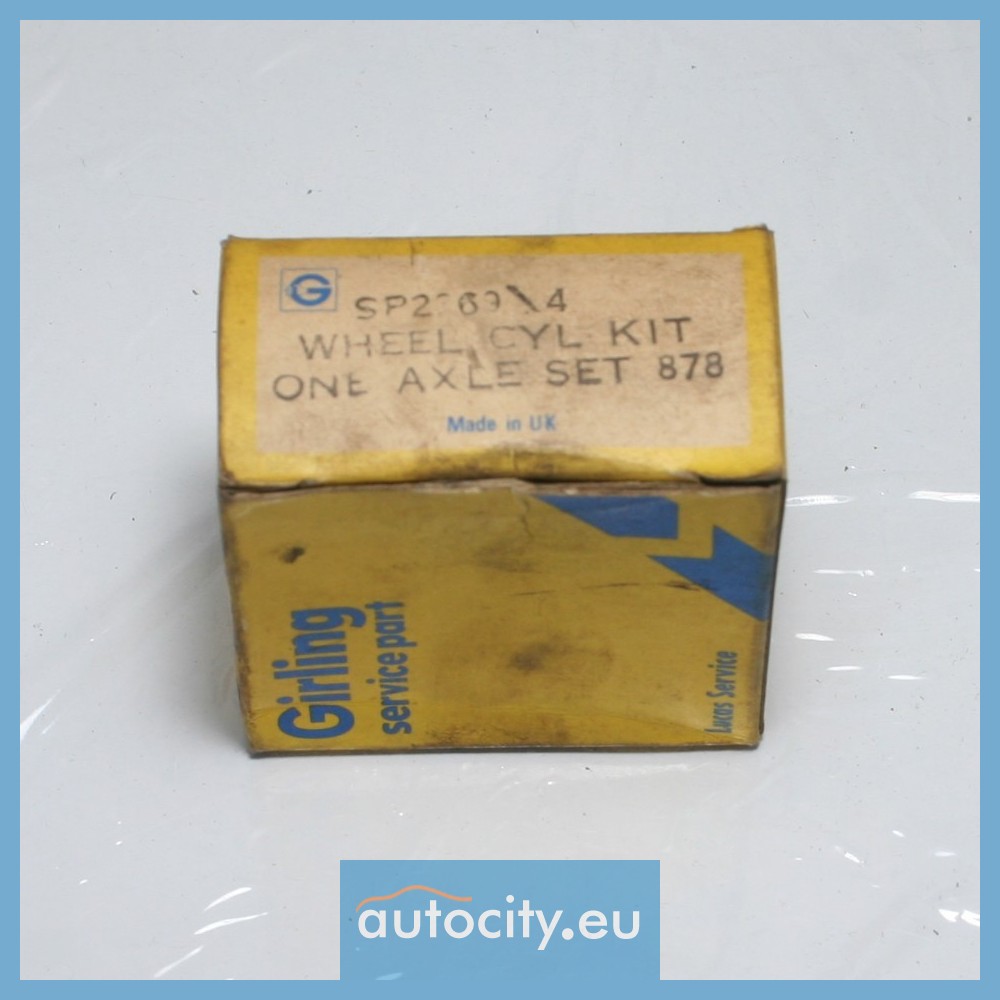 G
WHEEL CYL KIT
ONE AXLE SET 878
Made in UK
Girling
service part
Lucas Service
autocity.eu